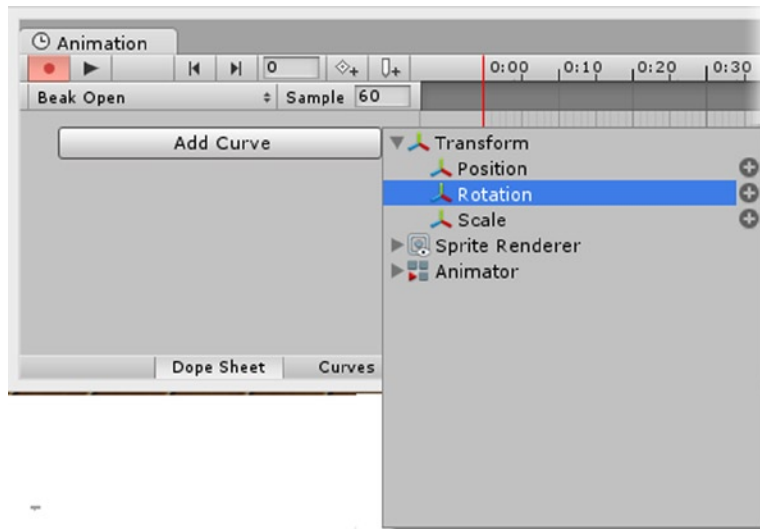 Animation
0 0:00 0:10 0:20 0:30
Beak Open Sample 60
Add Curve
Transform
Position
Rotation
Scale
Sprite Renderer
Animator
Dope Sheet Curves